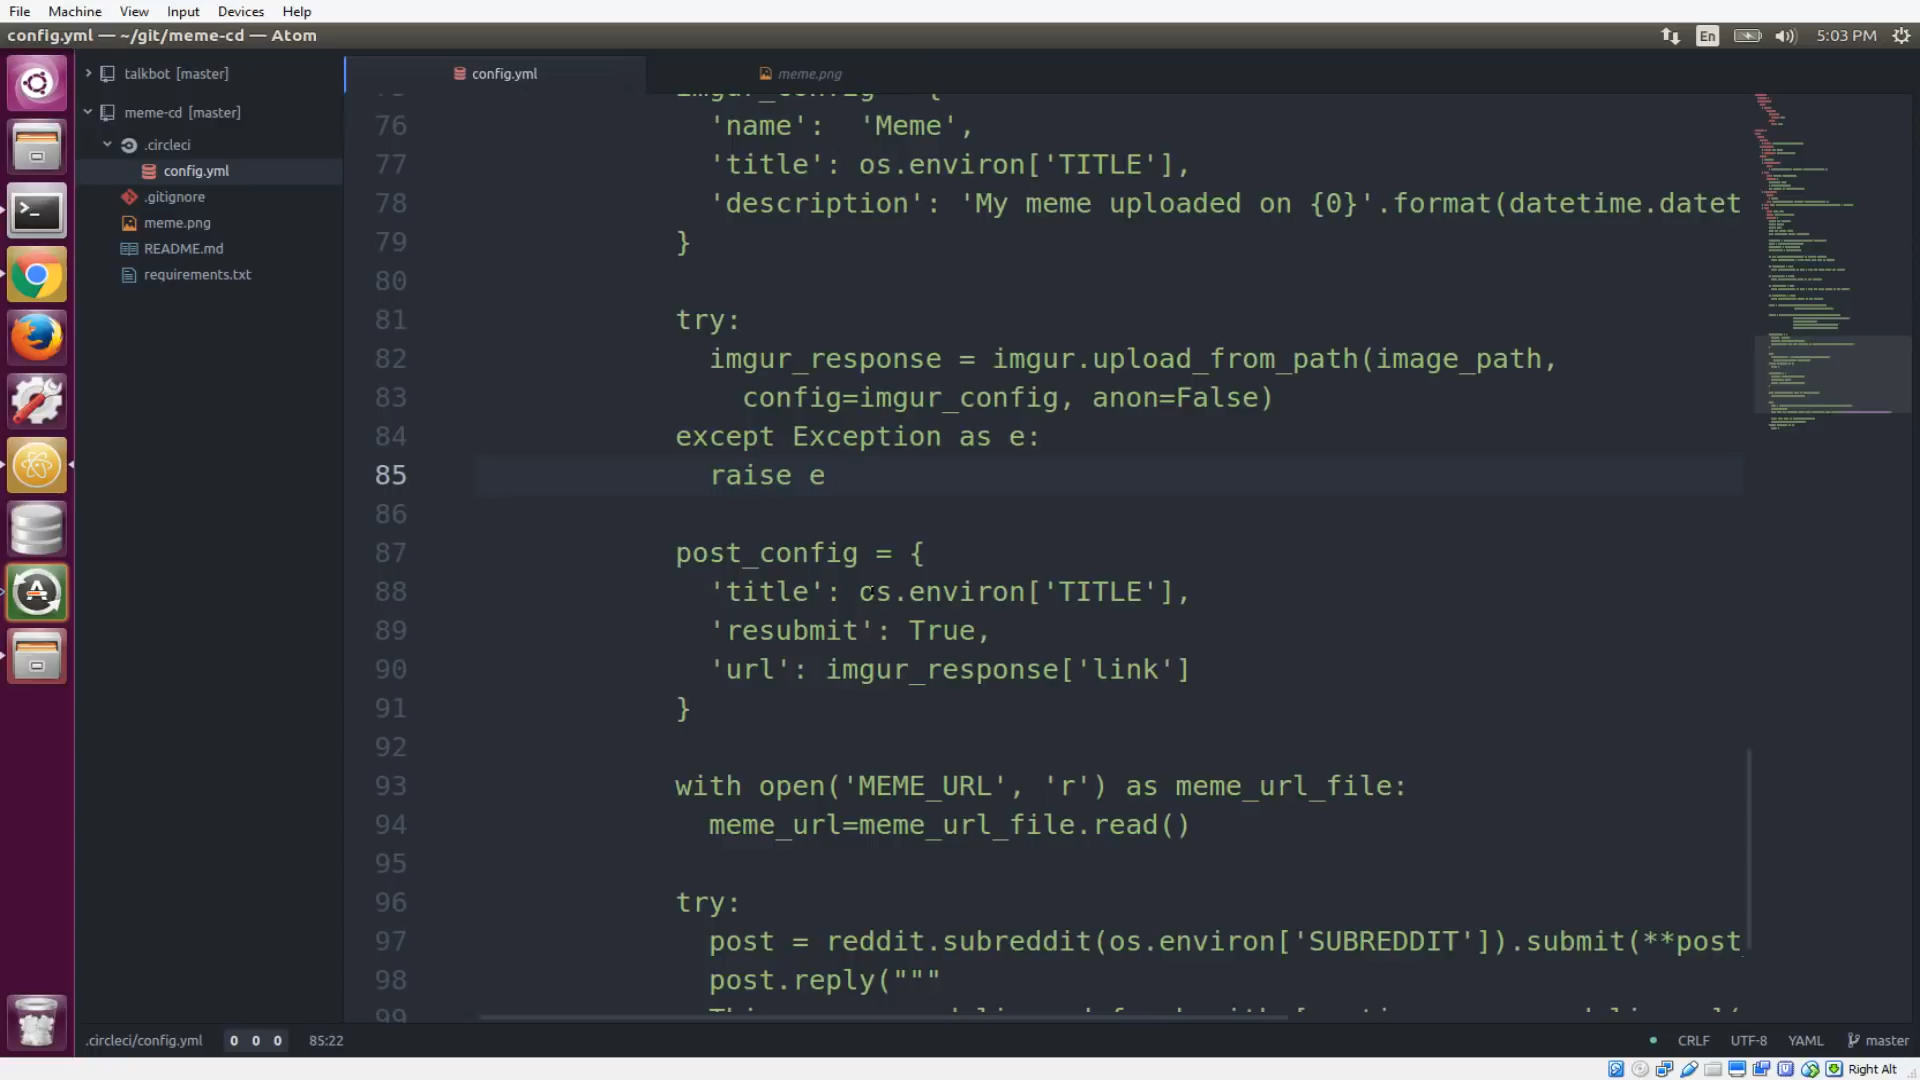 File Machine View Input Devices Help
config.yml — ~/git/meme-cd — Atom En 5:03 PM
talkbot [master]
meme-cd [master]
.circleci
config.yml
.gitignore
meme.png
README.md
requirements.txt
config.yml meme.png
76 'name': 'Meme',
77 'title': os.environ['TITLE'],
78 'description': 'My meme uploaded on {0}'.format(datetime.datet
79 }
80
81 try:
82 imgur_response = imgur.upload_from_path(image_path,
83 config=imgur_config, anon=False)
84 except Exception as e:
85 raise e
86
87 post_config = {
88 'title': os.environ['TITLE'],
89 'resubmit': True,
90 'url': imgur_response['link']
91 }
92
93 with open('MEME_URL', 'r') as meme_url_file:
94 meme_url=meme_url_file.read()
95
96 try:
97 post = reddit.subreddit(os.environ['SUBREDDIT']).submit(**post
98 post.reply("""
99
.circleci/config.yml 0 0 0 85:22 CRLF UTF-8 YAML master
Right Alt